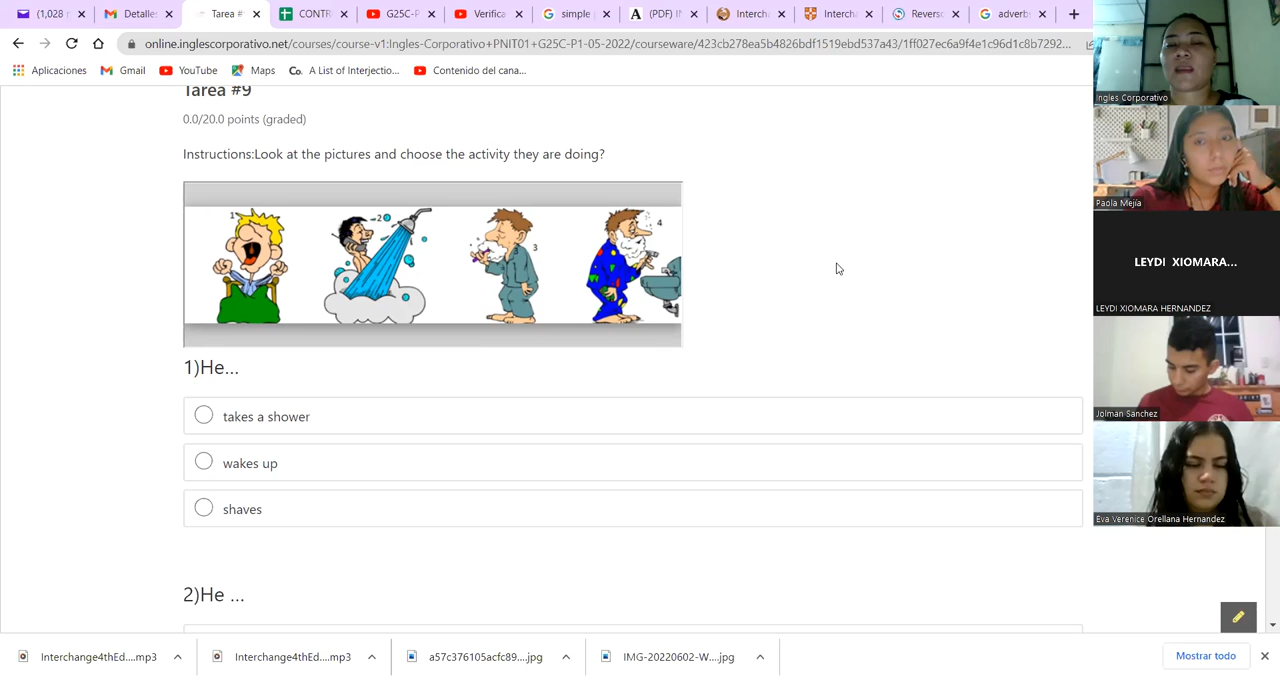 (1,028
Detalles
Tarea #
CONTR
G25C-P
Verifica
simple p
(PDF) IN
Interch
Interch
Revers
adverb
online.inglescorporativo.net/courses/course-v1:Ingles-Corporativo+PNIT01+G25C-P1-05-2022/courseware/423cb278ea5b4826bdf1519ebd537a43/1ff027ec6a9f4e1c96d1c8b7292...
Aplicaciones
Gmail
YouTube
Maps
Co. A List of Interjectio...
Contenido del cana...
Tarea #9
0.0/20.0 points (graded)
Instructions:Look at the pictures and choose the activity they are doing?
1
2
3
4
1)He...
takes a shower
wakes up
shaves
2)He ...
Ingles Corporativo
Paola Mejía
LEYDI XIOMARA...
LEYDI XIOMARA HERNANDEZ
Jolman Sanchez
Eva Verenice Orellana Hernandez
Interchange4thEd....mp3
Interchange4thEd....mp3
a57c376105acfc8b....jpg
IMG-20220602-W....jpg
Mostrar todo